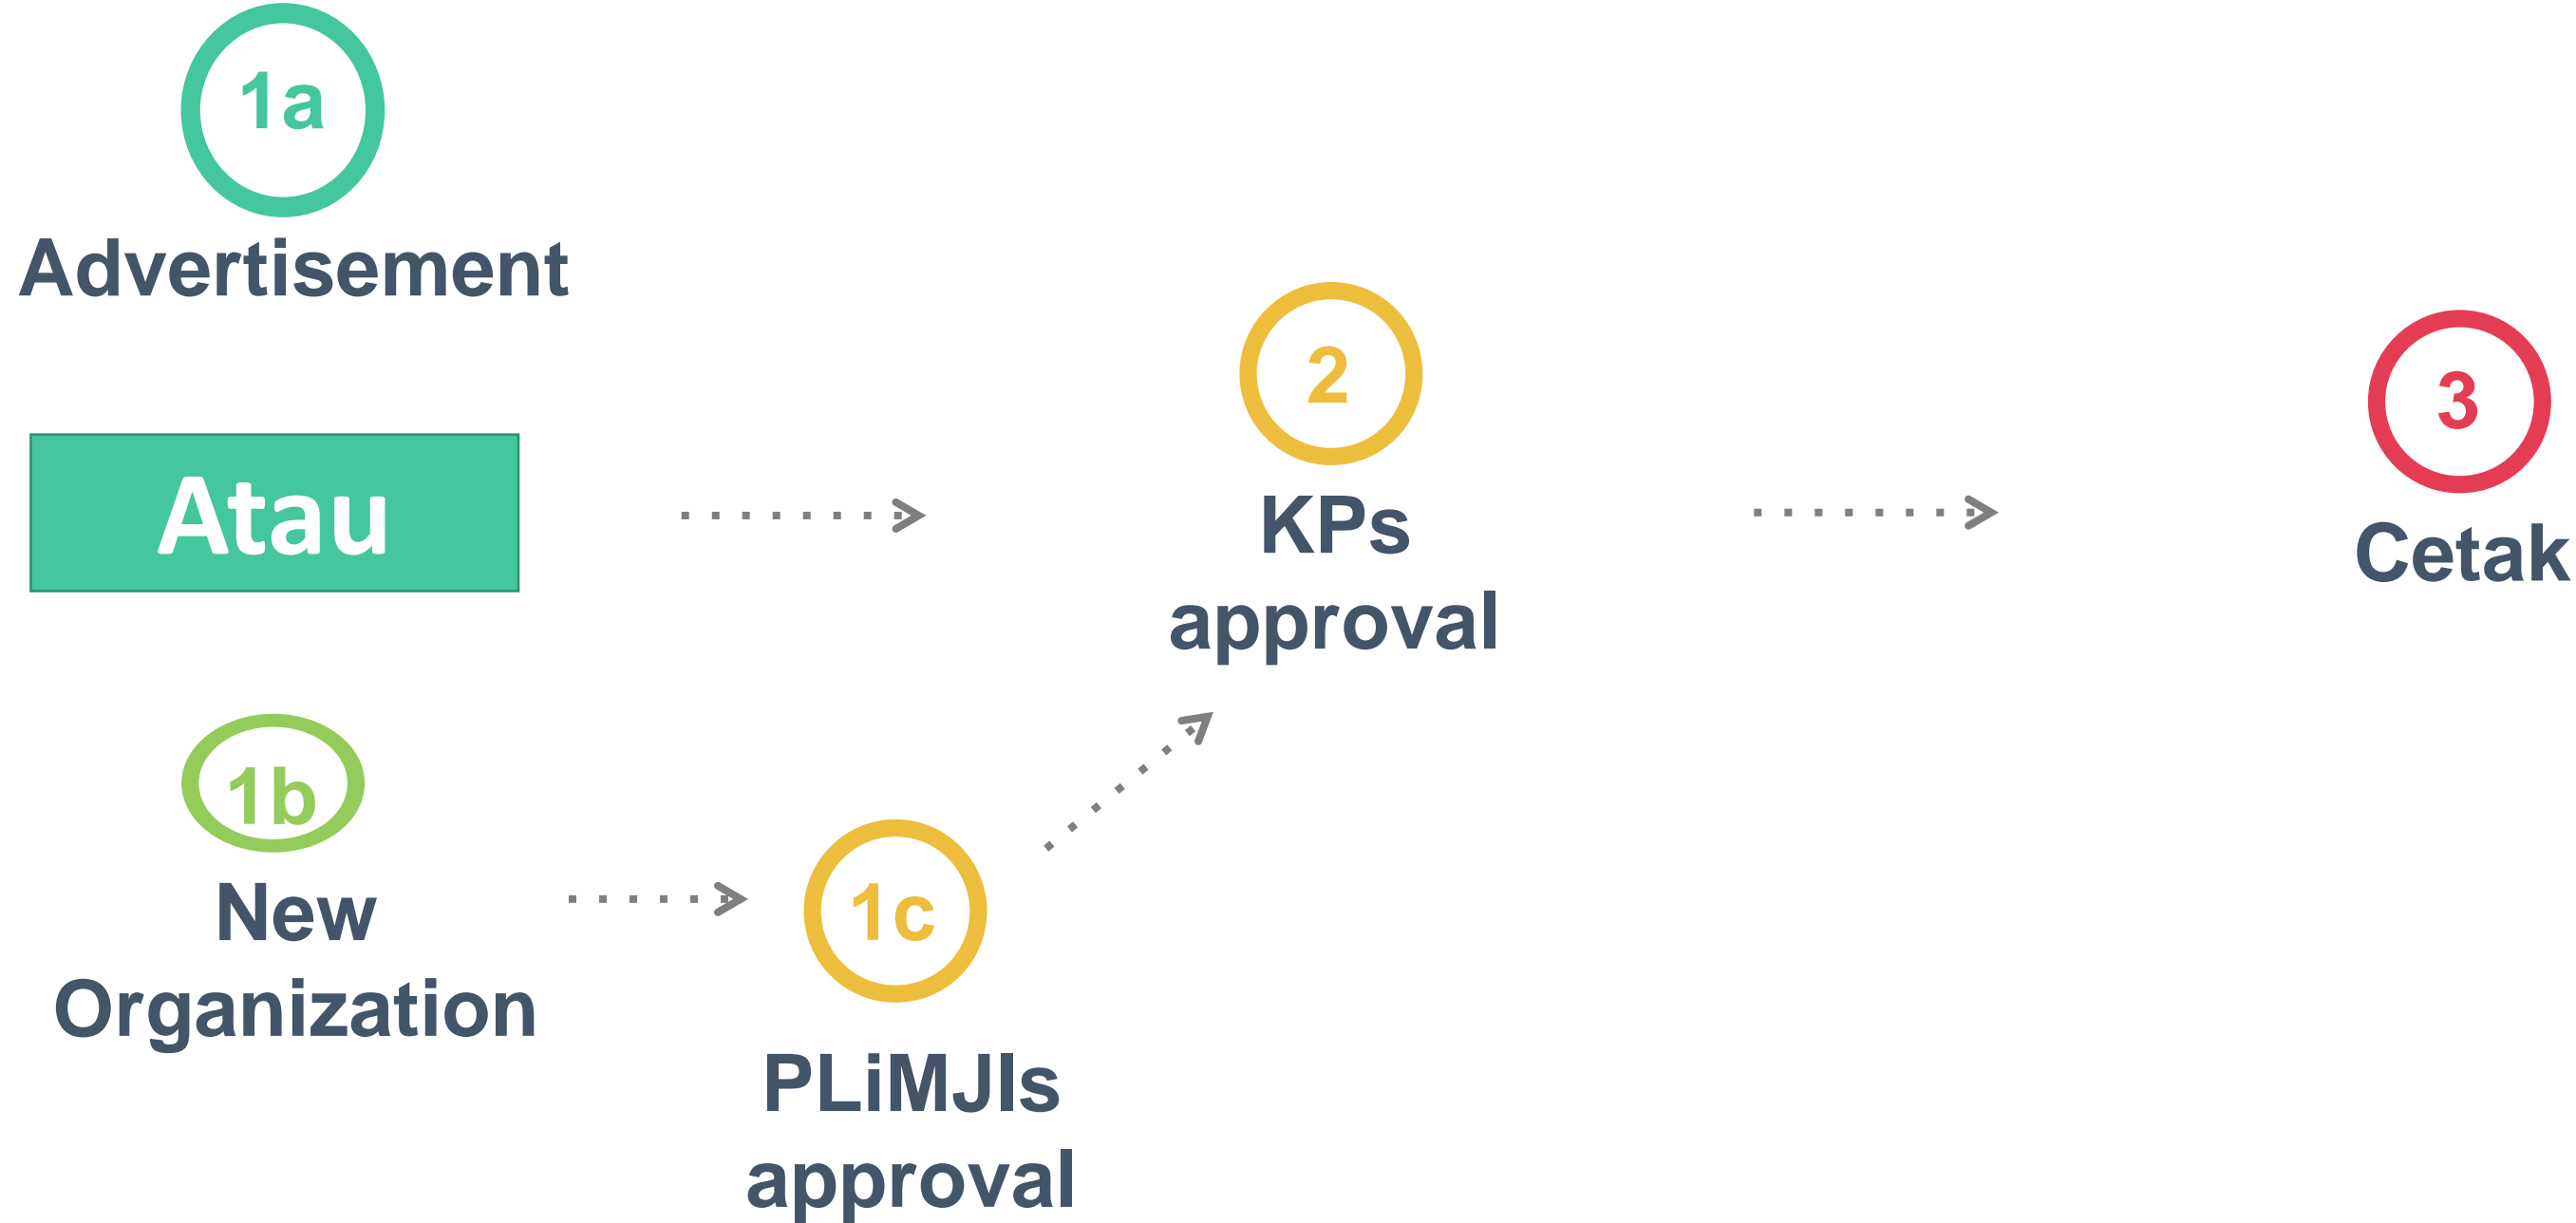 1a
Advertisement
Atau
1b
New
Organization
1c
PLiMJIs
approval
2
KPs
approval
3
Cetak